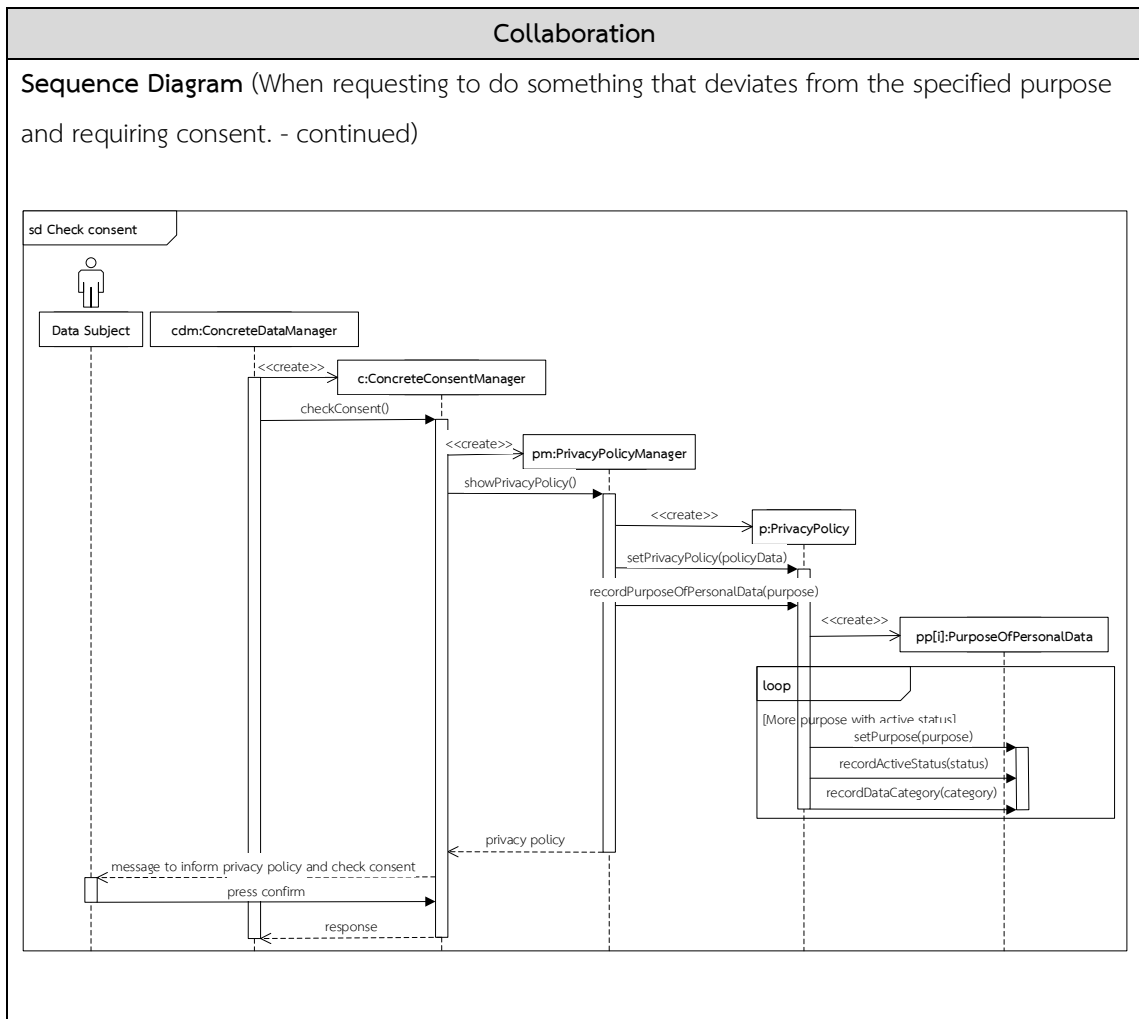 Collaboration
Sequence Diagram (When requesting to do something that deviates from the specified purpose
and requiring consent. - continued)
sd Check consent
Data Subject
cdm:ConcreteDataManager
<<create>>
c:ConcreteConsentManager
checkConsent()
<<create>>
pm:PrivacyPolicyManager
showPrivacyPolicy()
<<create>>
p:PrivacyPolicy
setPrivacyPolicy(policyData)
recordPurposeOfPersonalData(purpose)
<<create>>
pp[i]:PurposeOfPersonalData
loop
[More purpose with active status]
setPurpose(purpose)
recordActiveStatus(status)
recordDataCategory(category)
privacy policy
message to inform privacy policy and check consent
press confirm
response